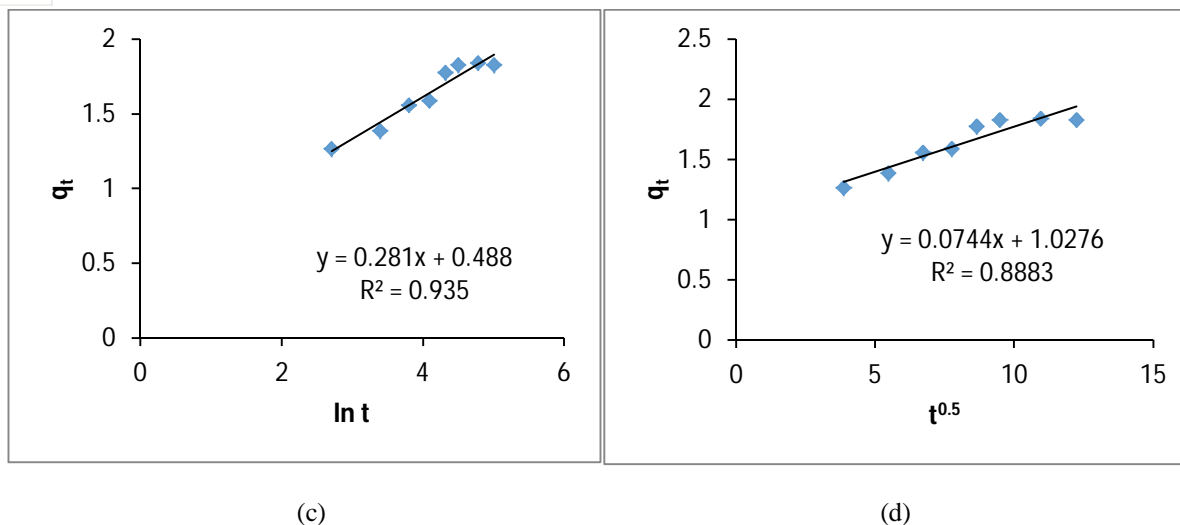 2
1.5
1
0.5
0
qt
y = 0.281x + 0.488
R² = 0.935
0 2 4 6
ln t
(c)
2.5
2
1.5
1
0.5
0
qt
y = 0.0744x + 1.0276
R² = 0.8883
0 5 10 15
t^0.5
(d)